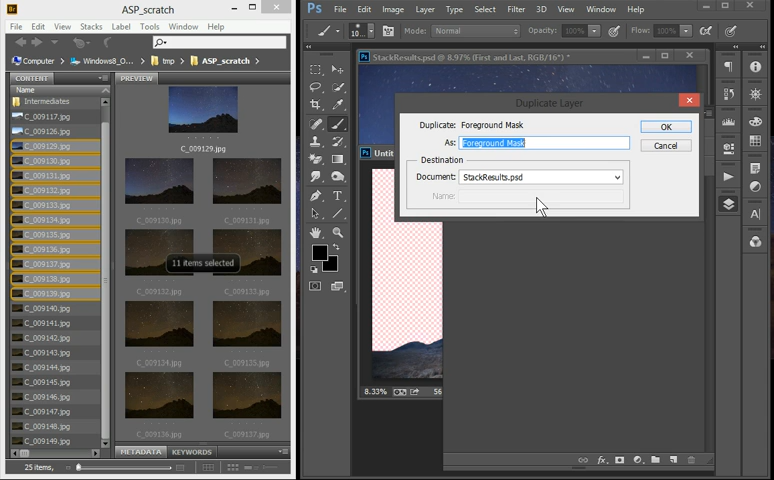 Br
ASP_scratch
File Edit View Stacks Label Tools Window Help
Computer Windows8_O... tmp ASP_scratch
CONTENT
Name
Intermediates
C_009117.jpg
C_009126.jpg
C_009129.jpg
C_009130.jpg
C_009131.jpg
C_009132.jpg
C_009133.jpg
C_009134.jpg
C_009135.jpg
C_009136.jpg
C_009137.jpg
C_009138.jpg
C_009139.jpg
C_009140.jpg
C_009141.jpg
C_009142.jpg
C_009143.jpg
C_009144.jpg
C_009145.jpg
C_009146.jpg
C_009147.jpg
C_009148.jpg
C_009149.jpg
25 items,
PREVIEW
C_009129.jpg
C_009130.jpg C_009131.jpg
11 items selected
C_009132.jpg C_009133.jpg
C_009134.jpg C_009135.jpg
C_009136.jpg C_009137.jpg
METADATA KEYWORDS
Ps File Edit Image Layer Type Select Filter 3D View Window Help
10... Mode: Normal Opacity: 100% Flow: 100%
Ps StackResults.psd @ 8.97% (First and Last, RGB/16*) *
Duplicate Layer
Duplicate: Foreground Mask
As: Foreground Mask
Destination
Document: StackResults.psd
Name:
OK
Cancel
Ps Untit
8.33% 56